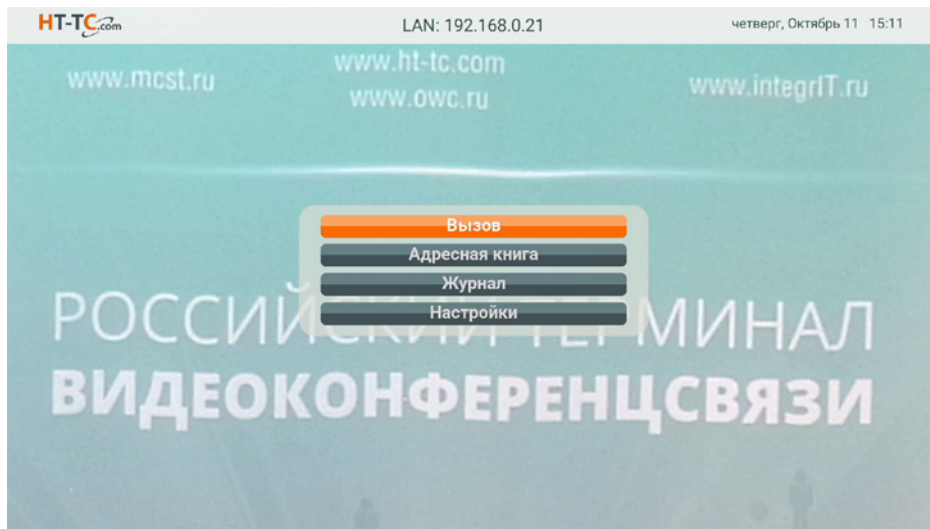 HT-TC.com
LAN: 192.168.0.21
четверг, Октябрь 11 15:11
www.mcst.ru
www.ht-tc.com
www.owc.ru
www.integrIT.ru
Вызов
Адресная книга
Журнал
Настройки
РОССИЙСКИЙ ТЕРМИНАЛ
ВИДЕОКОНФЕРЕНЦСВЯЗИ